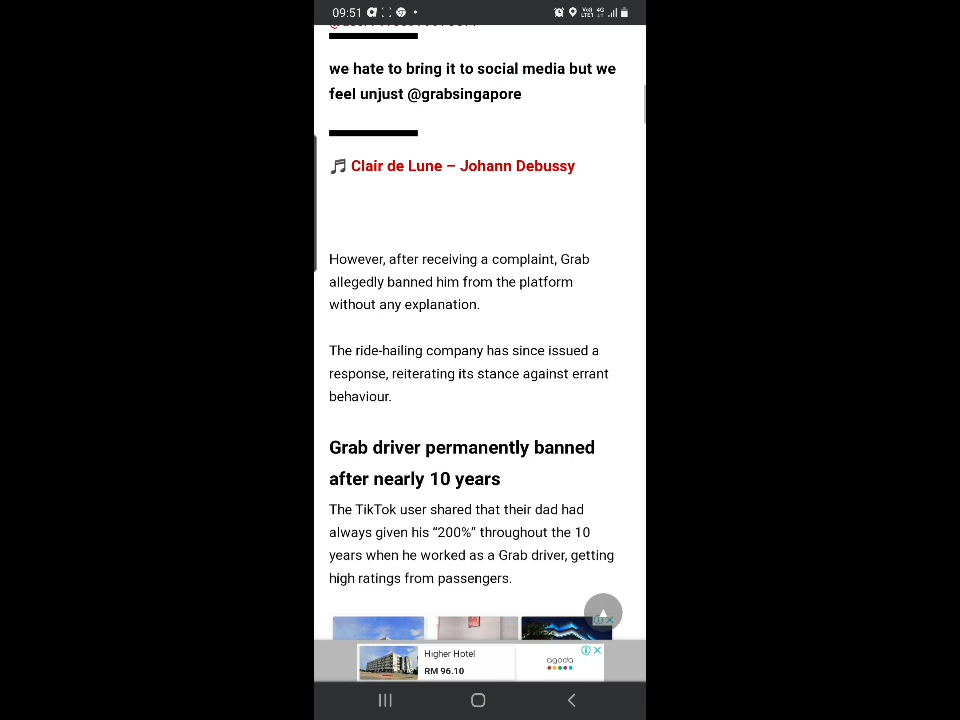 09:51
we hate to bring it to social media but we
feel unjust @grabsingapore
🎵 Clair de Lune – Johann Debussy
However, after receiving a complaint, Grab
allegedly banned him from the platform
without any explanation.
The ride-hailing company has since issued a
response, reiterating its stance against errant
behaviour.
Grab driver permanently banned
after nearly 10 years
The TikTok user shared that their dad had
always given his “200%” throughout the 10
years when he worked as a Grab driver, getting
high ratings from passengers.
Higher Hotel
RM 96.10
agoda